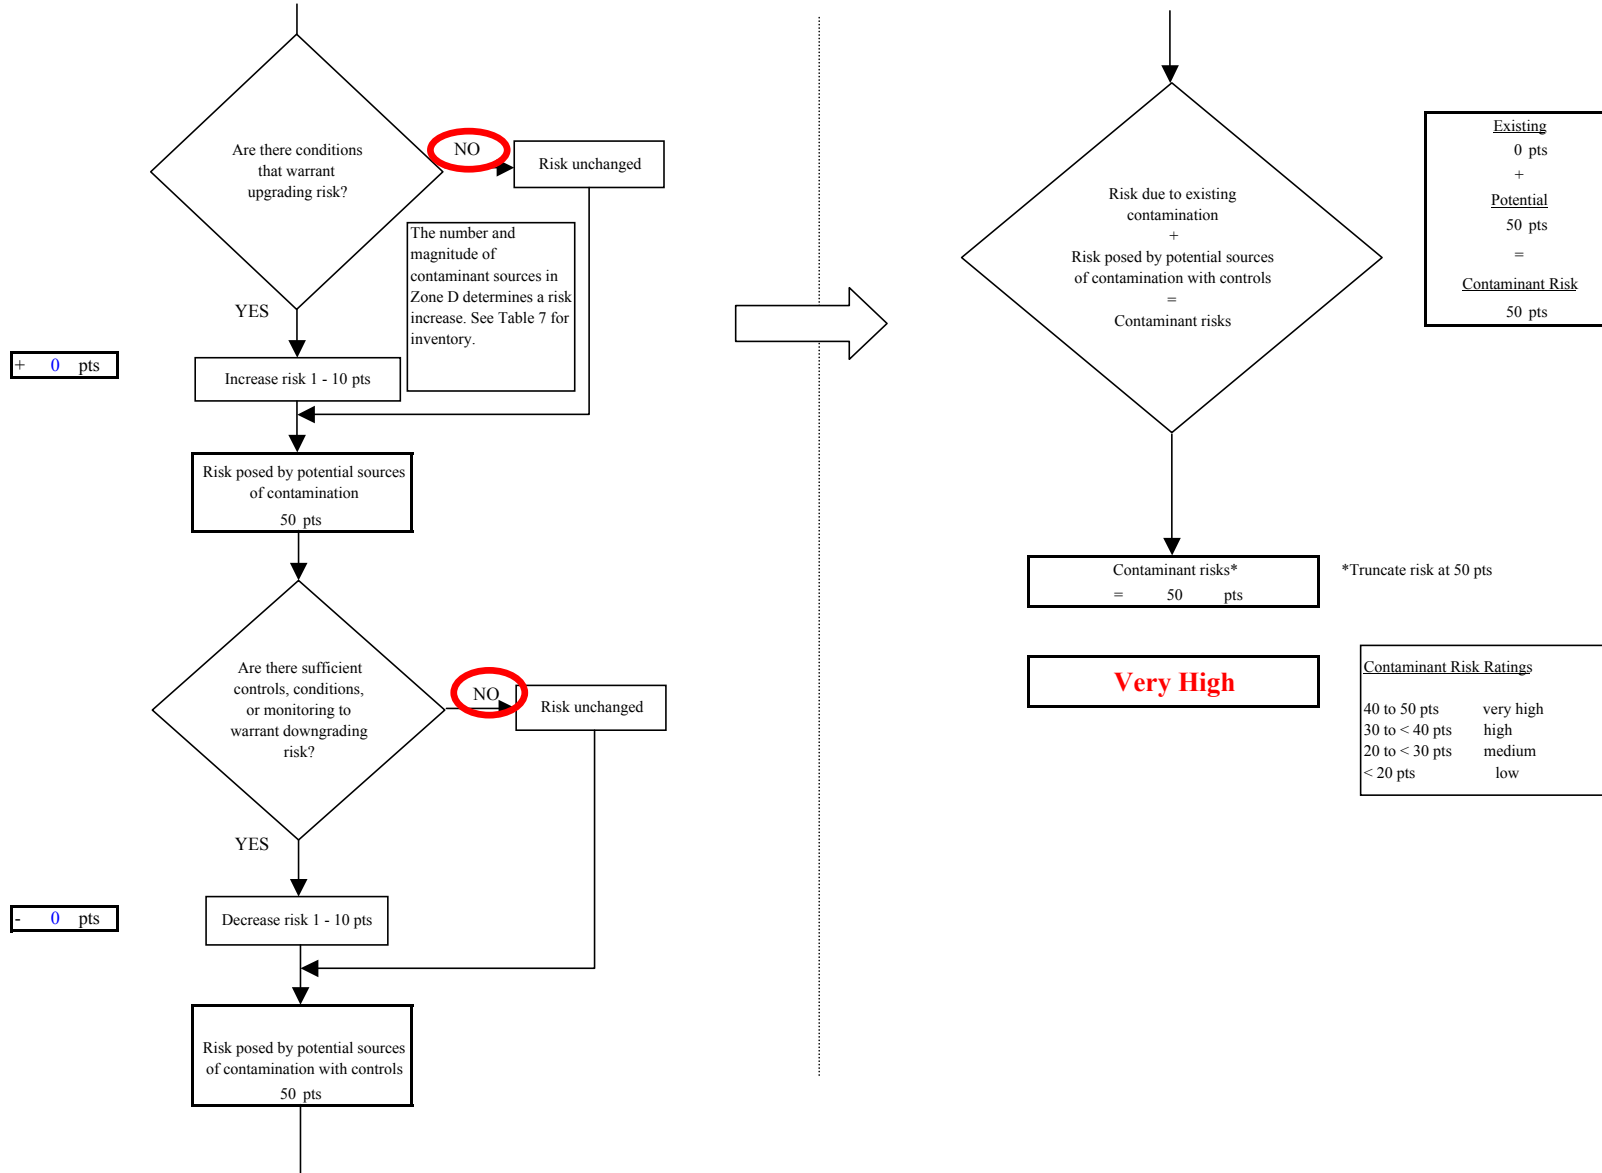 Are there conditions
that warrant
upgrading risk?
NO
Risk unchanged
The number and
magnitude of
contaminant sources in
Zone D determines a risk
increase. See Table 7 for
inventory.
YES
+ 0 pts
Increase risk 1 - 10 pts
Risk posed by potential sources
of contamination
50 pts
Are there sufficient
controls, conditions,
or monitoring to
warrant downgrading
risk?
NO
Risk unchanged
YES
- 0 pts
Decrease risk 1 - 10 pts
Risk posed by potential sources
of contamination with controls
50 pts
Risk due to existing
contamination
+
Risk posed by potential sources
of contamination with controls
=
Contaminant risks
Existing
0 pts
+
Potential
50 pts
=
Contaminant Risk
50 pts
Contaminant risks*
= 50 pts
*Truncate risk at 50 pts
Very High
Contaminant Risk Ratings
40 to 50 pts very high
30 to < 40 pts high
20 to < 30 pts medium
< 20 pts low